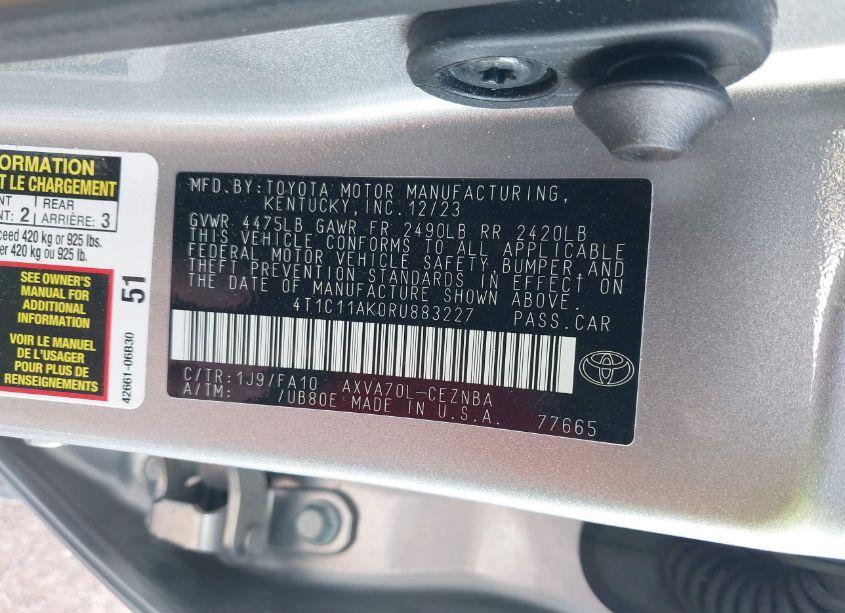 ORMATION
T LE CHARGEMENT
NT REAR
NT: 2 ARRIÈRE: 3
ceed 420 kg or 925 lbs.
er 420 kg ou 925 lb.
SEE OWNER'S
MANUAL FOR
ADDITIONAL
INFORMATION
VOIR LE MANUEL
DE L'USAGER
POUR PLUS DE
RENSEIGNEMENTS
51
42661-06B30
MFD.BY:TOYOTA MOTOR MANUFACTURING,
KENTUCKY,INC.12/23
GVWR 4475LB GAWR FR 2490LB RR 2420LB
THIS VEHICLE CONFORMS TO ALL APPLICABLE
FEDERAL MOTOR VEHICLE SAFETY, BUMPER, AND
THEFT PREVENTION STANDARDS IN EFFECT ON
THE DATE OF MANUFACTURE SHOWN ABOVE.
4T1C11AK0RU883227 PASS.CAR
C/TR:1J9/FA10 AXVA70L-CEZNBA
A/TM: /UB80E MADE IN U.S.A. 77665